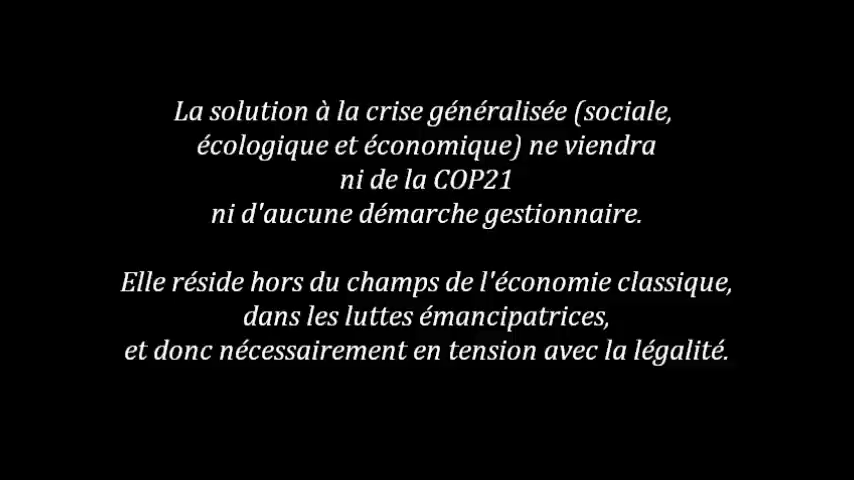 La solution à la crise généralisée (sociale,
écologique et économique) ne viendra
ni de la COP21
ni d'aucune démarche gestionnaire.
Elle réside hors du champs de l'économie classique,
dans les luttes émancipatrices,
et donc nécessairement en tension avec la légalité.